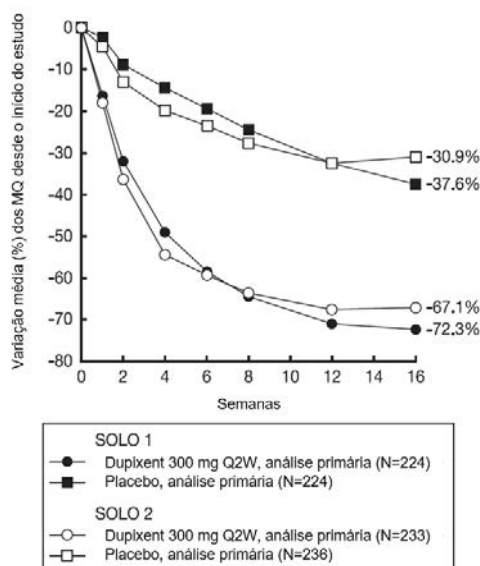 Variação média (%) dos MQ desde o início do estudo
0
-10
-20
-30
-40
-50
-60
-70
-80
-30.9%
-37.6%
-67.1%
-72.3%
0 2 4 6 8 10 12 14 16
Semanas
SOLO 1
Dupixent 300 mg Q2W, análise primária (N=224)
Placebo, análise primária (N=224)
SOLO 2
Dupixent 300 mg Q2W, análise primária (N=233)
Placebo, análise primária (N=236)